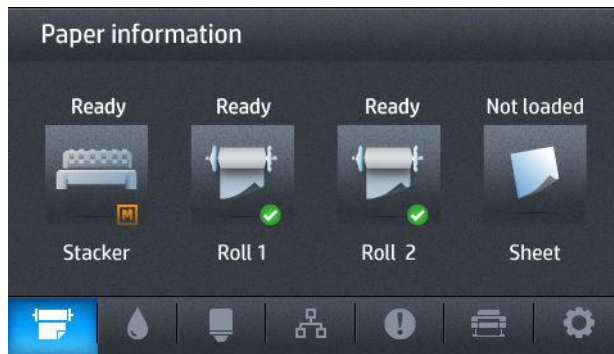 Paper information
Ready Ready Ready Not loaded
M
Stacker Roll 1 Roll 2 Sheet